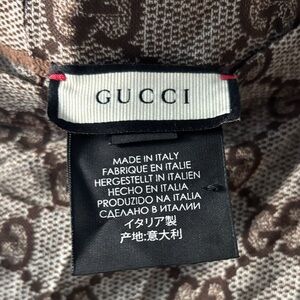 GUCCI
MADE IN ITALY
FABRIQUE EN ITALIE
HERGESTELLT IN ITALIEN
HECHO EN ITALIA
PRODUZIDO NA ITALIA
СДЕЛАНО В ИТАЛИИ
イタリア製
产地:意大利